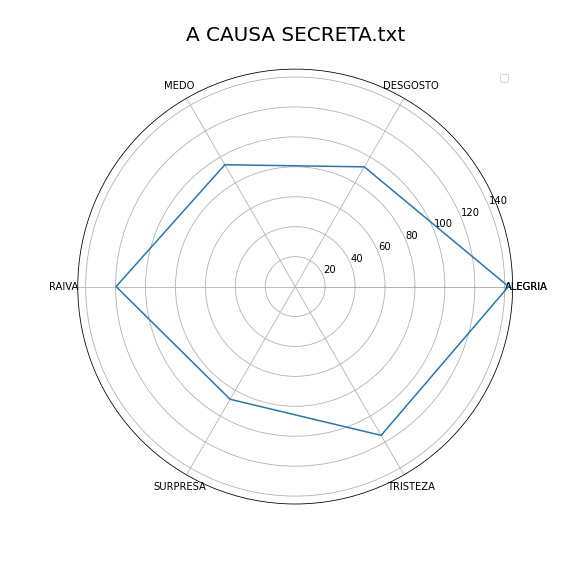 A CAUSA SECRETA.txt
MEDO
DESGOSTO
140
120
100
80
60
40
20
RAIVA
ALEGRIA
SURPRESA
TRISTEZA